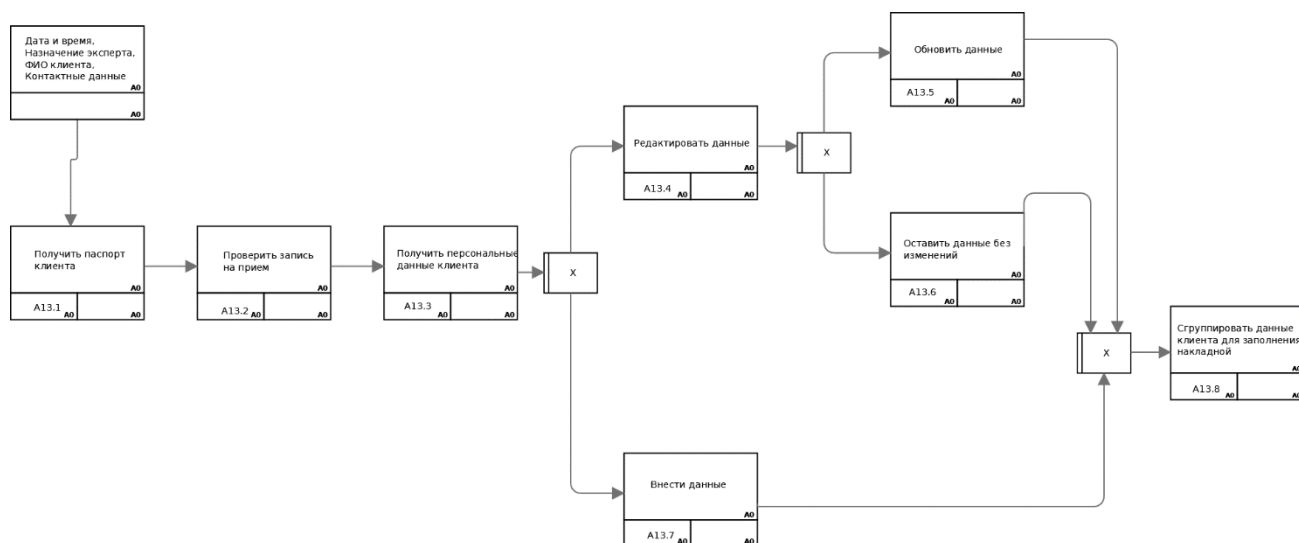 Дата и время,
Назначение эксперта,
ФИО клиента,
Контактные данные
A0
A0
Получить паспорт
клиента
A0
A13.1
A0
A0
Проверить запись
на прием
A0
A13.2
A0
A0
Получить персональные
данные клиента
A0
A13.3
A0
A0
X
Редактировать данные
A0
A13.4
A0
A0
X
Обновить данные
A0
A13.5
A0
A0
Оставить данные без
изменений
A0
A13.6
A0
A0
Внести данные
A0
A13.7
A0
A0
X
Сгруппировать данные
клиента для заполнения
накладной
A0
A13.8
A0
A0